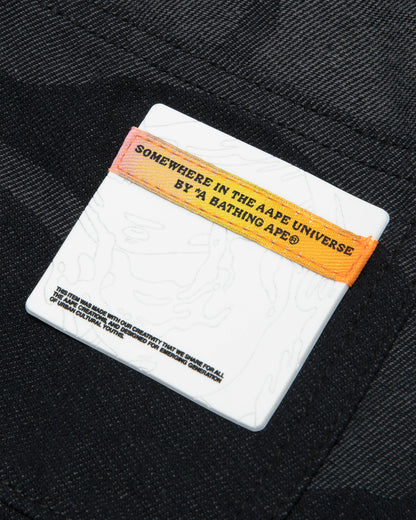 SOMEWHERE IN THE AAPE UNIVERSE
BY *A BATHING APE®
THIS ITEM WAS MADE WITH OUR CREATIVITY THAT WE SHARE FOR ALL
THE AAPE CREATIONS AND DESIGNED FOR EMERGING GENERATION
OF URBAN CULTURAL YOUTHS.